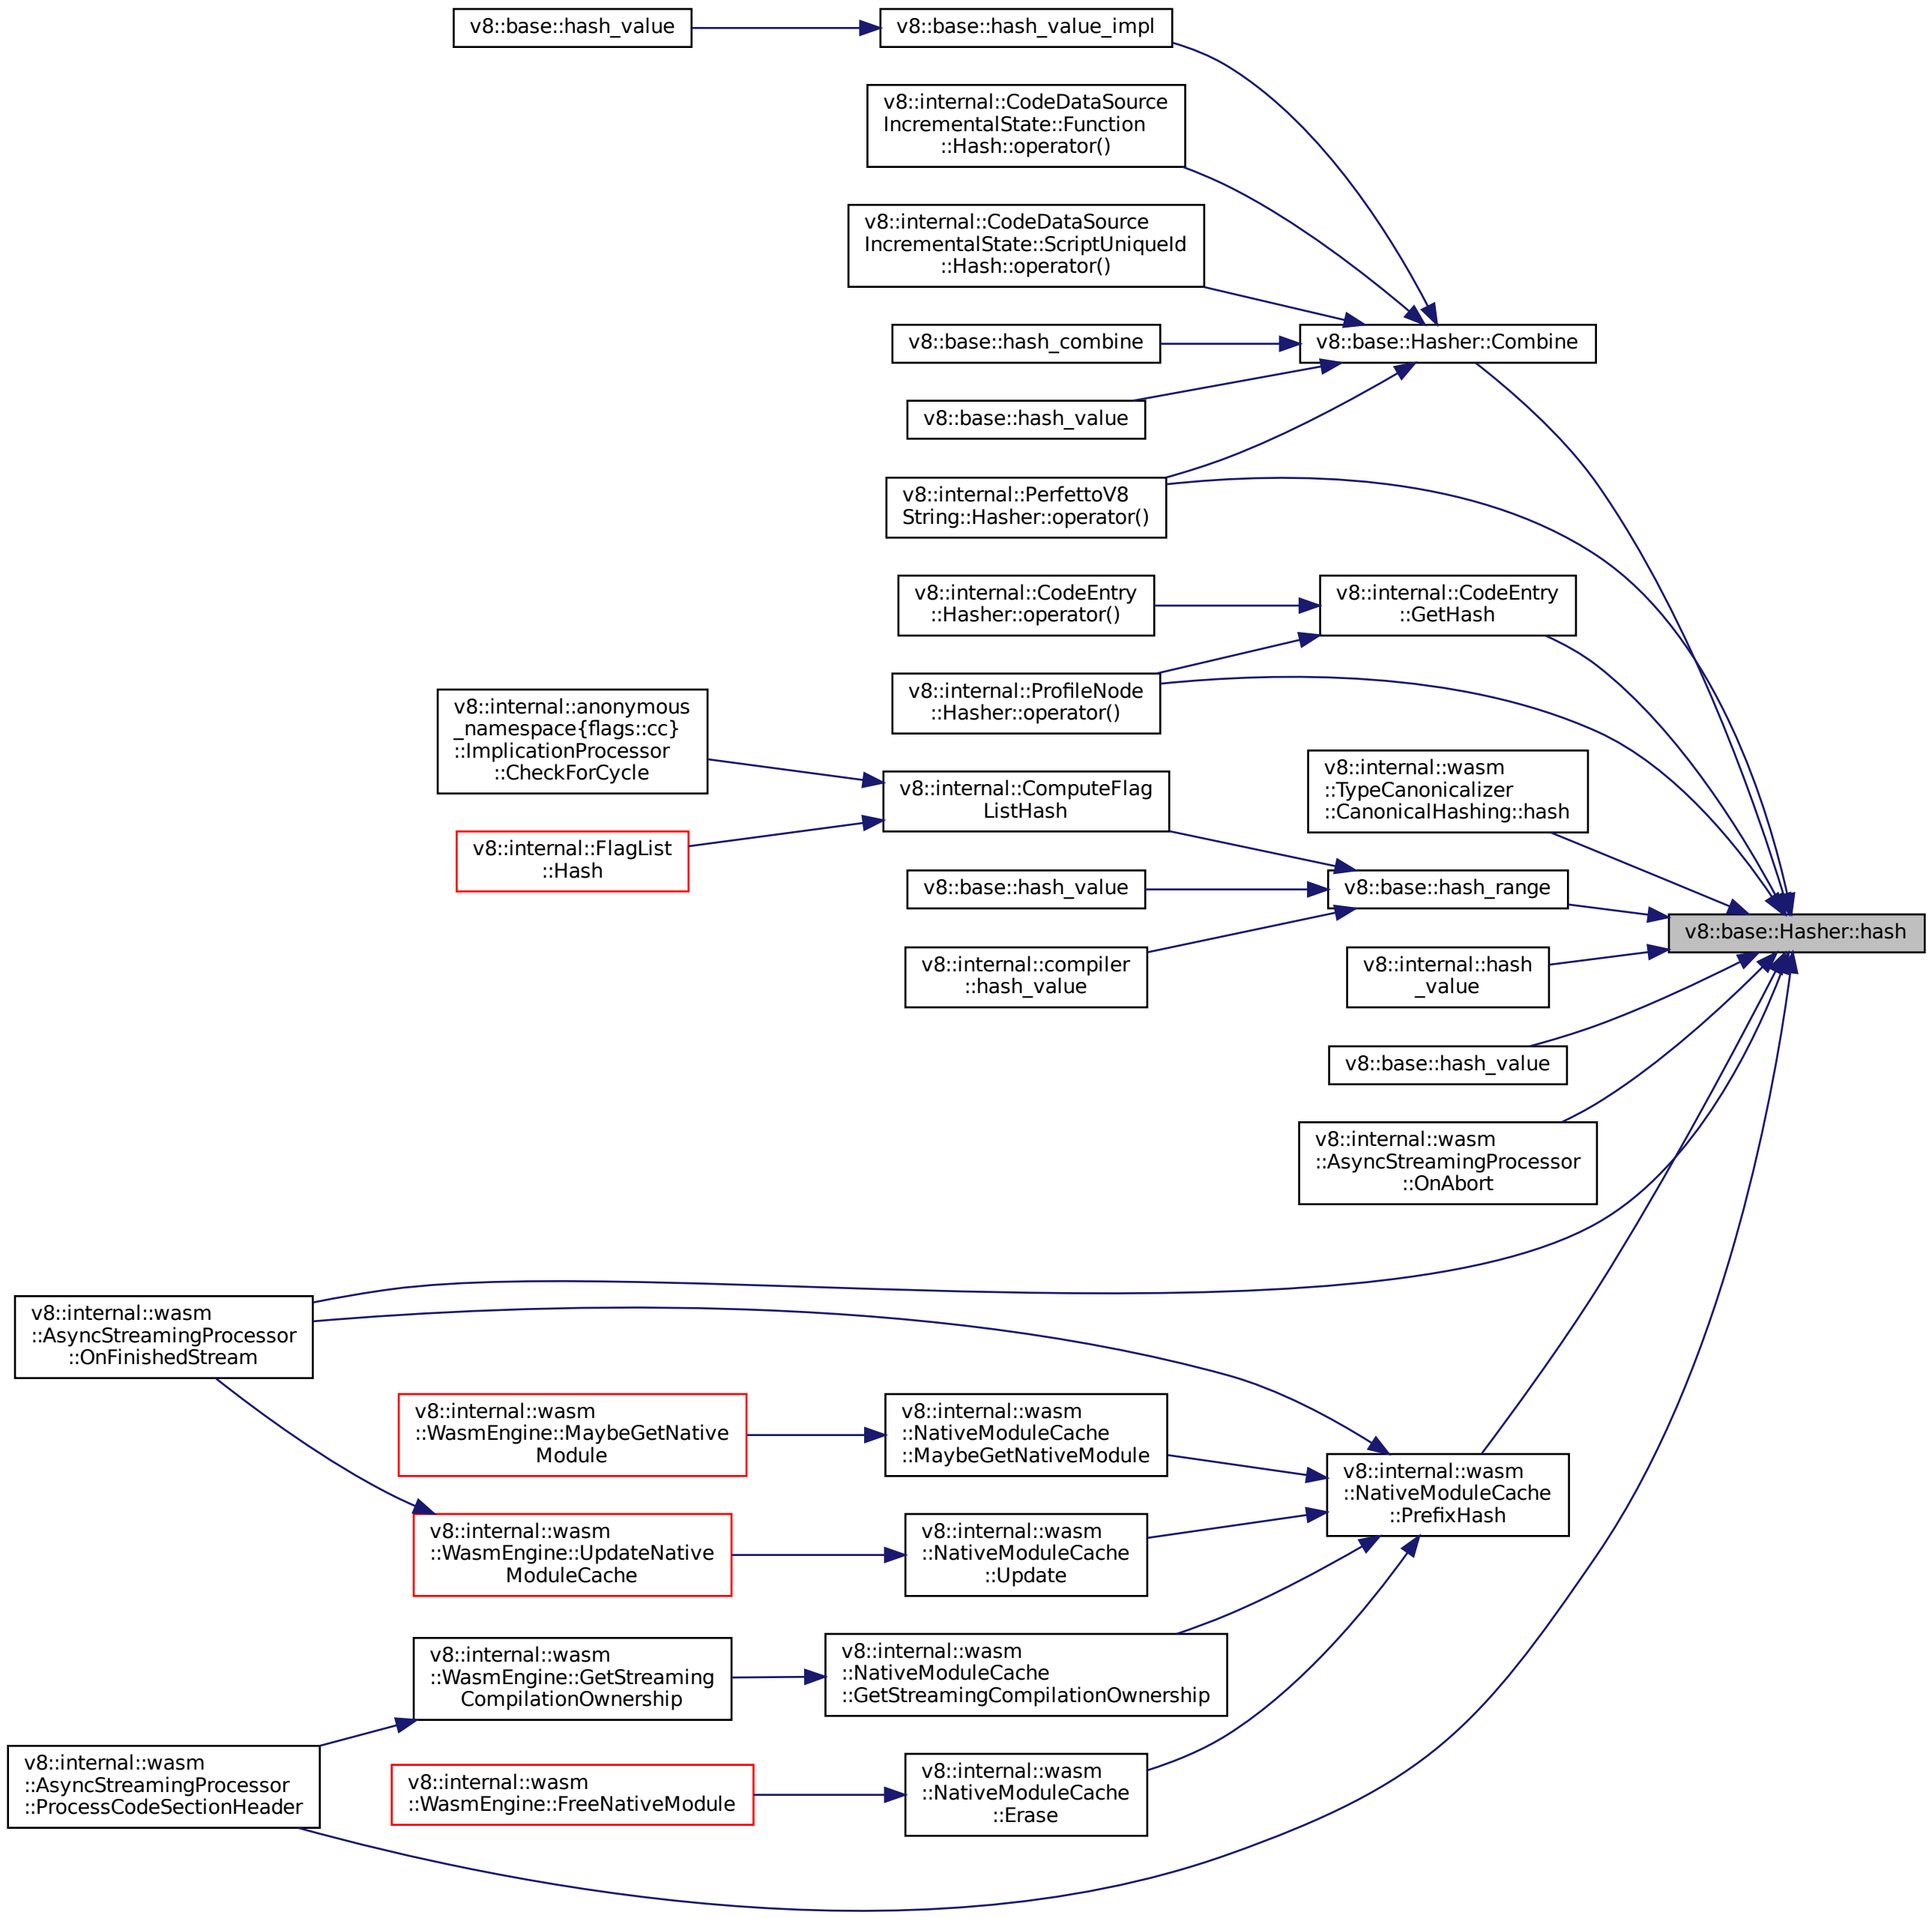 v8::base::hash_value
v8::base::hash_value_impl
v8::internal::CodeDataSource
IncrementalState::Function
::Hash::operator()
v8::internal::CodeDataSource
IncrementalState::ScriptUniqueId
::Hash::operator()
v8::base::hash_combine
v8::base::Hasher::Combine
v8::base::hash_value
v8::internal::PerfettoV8
String::Hasher::operator()
v8::internal::CodeEntry
::Hasher::operator()
v8::internal::CodeEntry
::GetHash
v8::internal::ProfileNode
::Hasher::operator()
v8::internal::anonymous
_namespace{flags::cc}
::ImplicationProcessor
::CheckForCycle
v8::internal::ComputeFlag
ListHash
v8::internal::wasm
::TypeCanonicalizer
::CanonicalHashing::hash
v8::internal::FlagList
::Hash
v8::base::hash_value
v8::base::hash_range
v8::base::Hasher::hash
v8::internal::compiler
::hash_value
v8::internal::hash
_value
v8::base::hash_value
v8::internal::wasm
::AsyncStreamingProcessor
::OnAbort
v8::internal::wasm
::AsyncStreamingProcessor
::OnFinishedStream
v8::internal::wasm
::WasmEngine::MaybeGetNative
Module
v8::internal::wasm
::NativeModuleCache
::MaybeGetNativeModule
v8::internal::wasm
::NativeModuleCache
::PrefixHash
v8::internal::wasm
::WasmEngine::UpdateNative
ModuleCache
v8::internal::wasm
::NativeModuleCache
::Update
v8::internal::wasm
::WasmEngine::GetStreaming
CompilationOwnership
v8::internal::wasm
::NativeModuleCache
::GetStreamingCompilationOwnership
v8::internal::wasm
::AsyncStreamingProcessor
::ProcessCodeSectionHeader
v8::internal::wasm
::WasmEngine::FreeNativeModule
v8::internal::wasm
::NativeModuleCache
::Erase